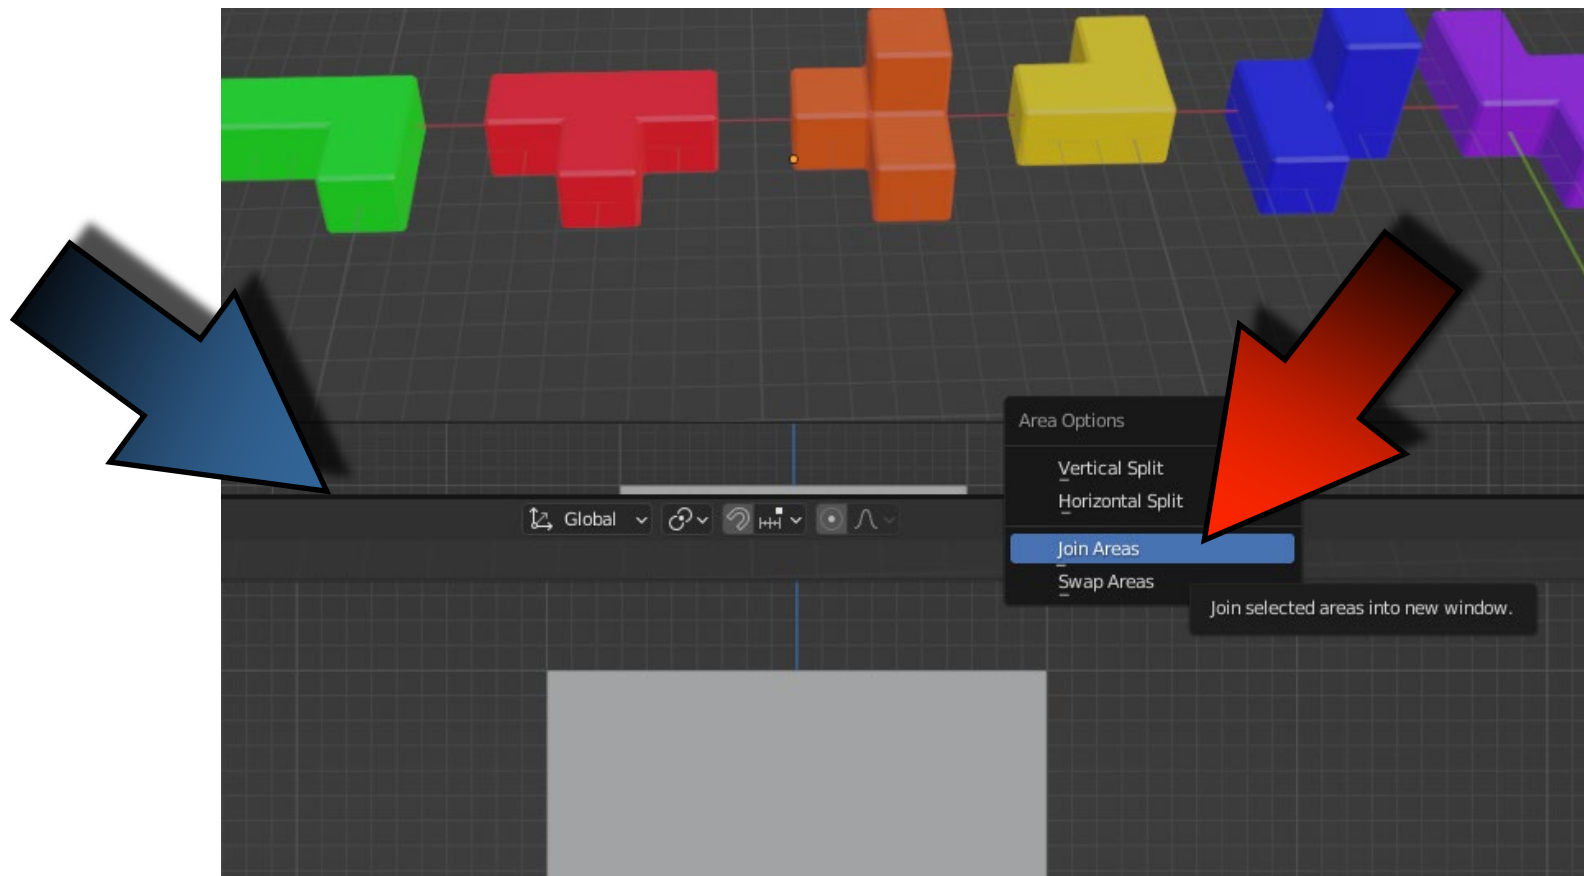 Area Options
Vertical Split
Horizontal Split
Global
Join Areas
Swap Areas
Join selected areas into new window.